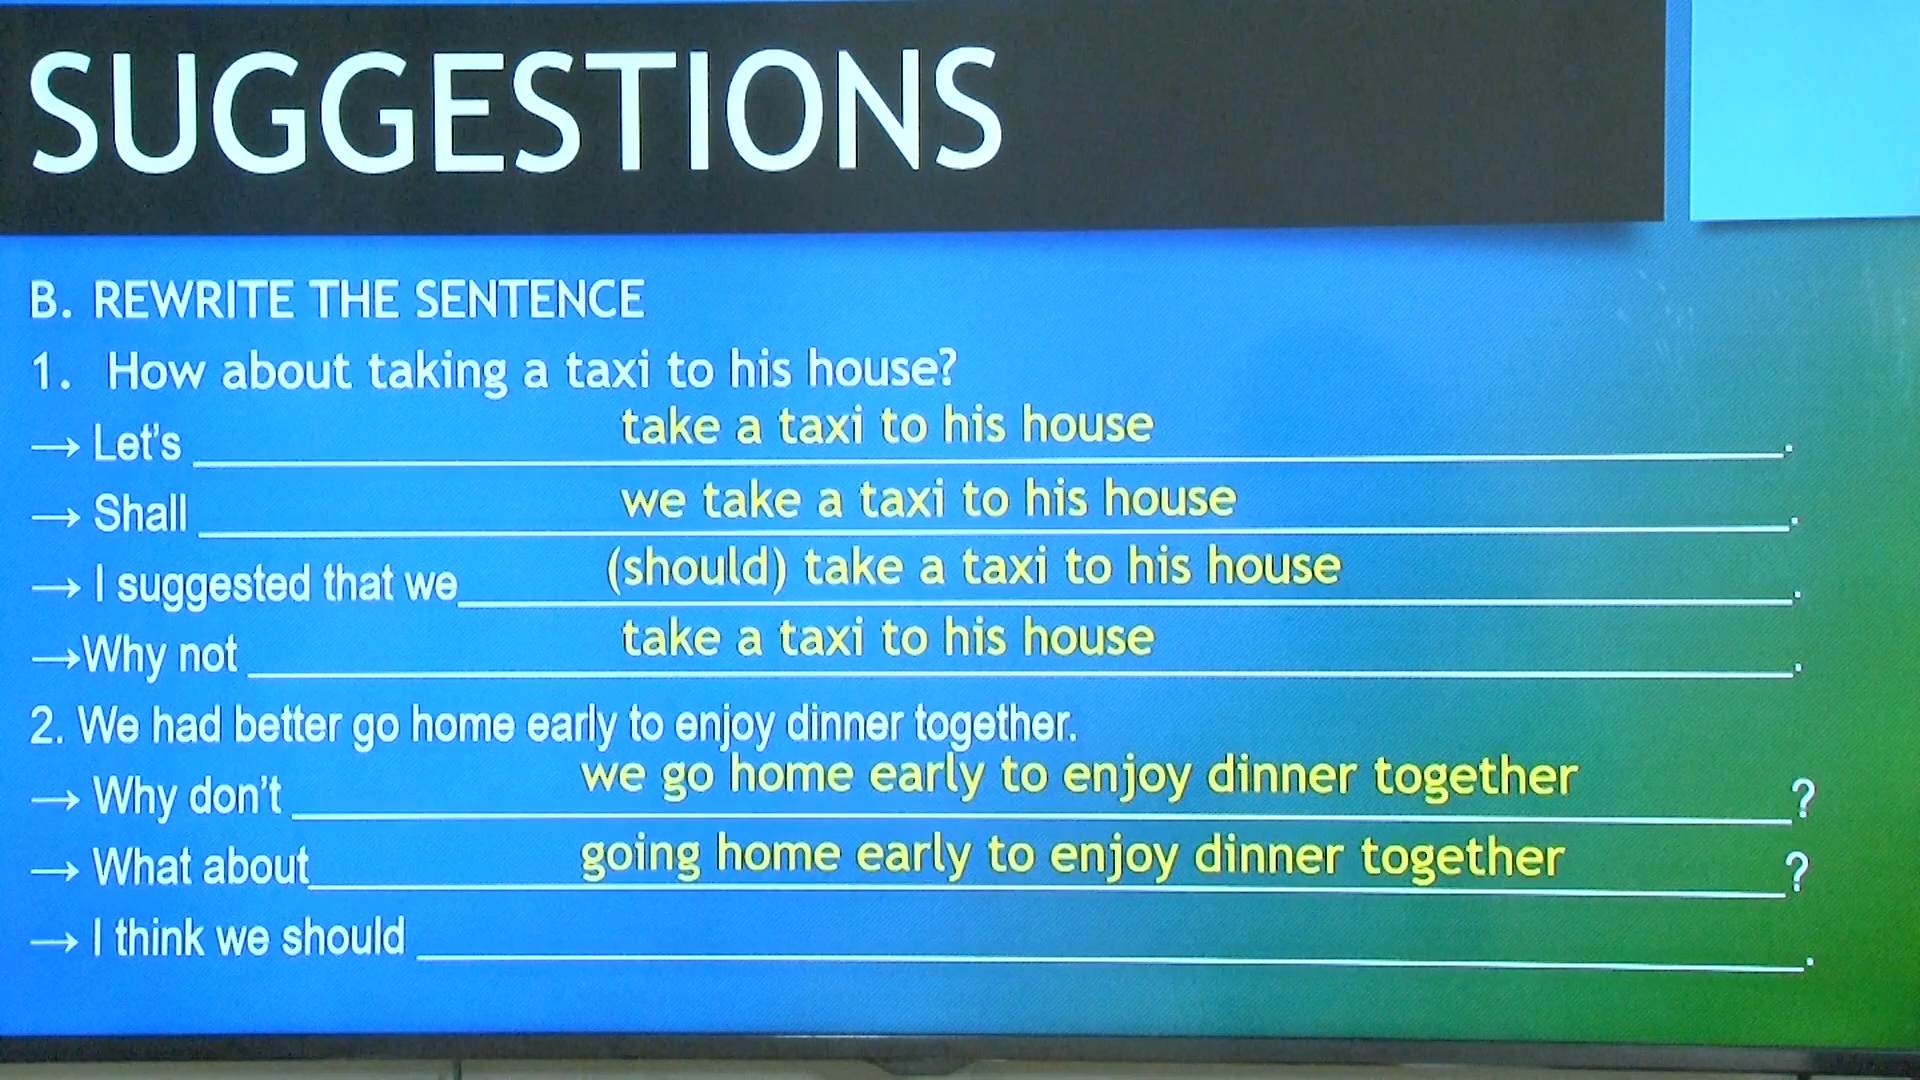 SUGGESTIONS
B. REWRITE THE SENTENCE
1. How about taking a taxi to his house?
→ Let's take a taxi to his house.
→ Shall we take a taxi to his house.
→ I suggested that we (should) take a taxi to his house.
→Why not take a taxi to his house.
2. We had better go home early to enjoy dinner together.
→ Why don't we go home early to enjoy dinner together?
→ What about going home early to enjoy dinner together?
→ I think we should ____.